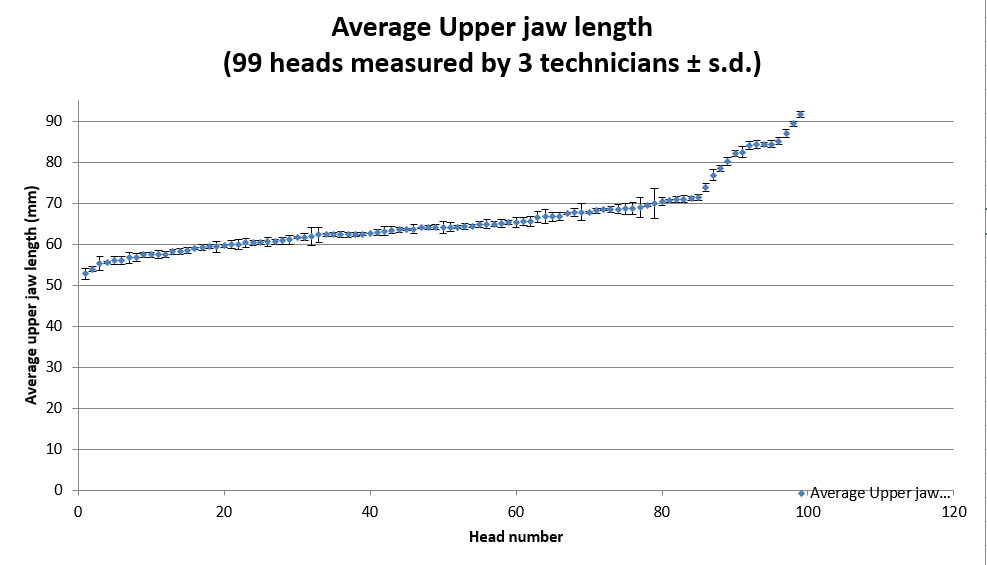 Average Upper jaw length
(99 heads measured by 3 technicians ± s.d.)
Average upper jaw length (mm)
90
80
70
60
50
40
30
20
10
0
0 20 40 60 80 100 120
Average Upper jaw...
Head number